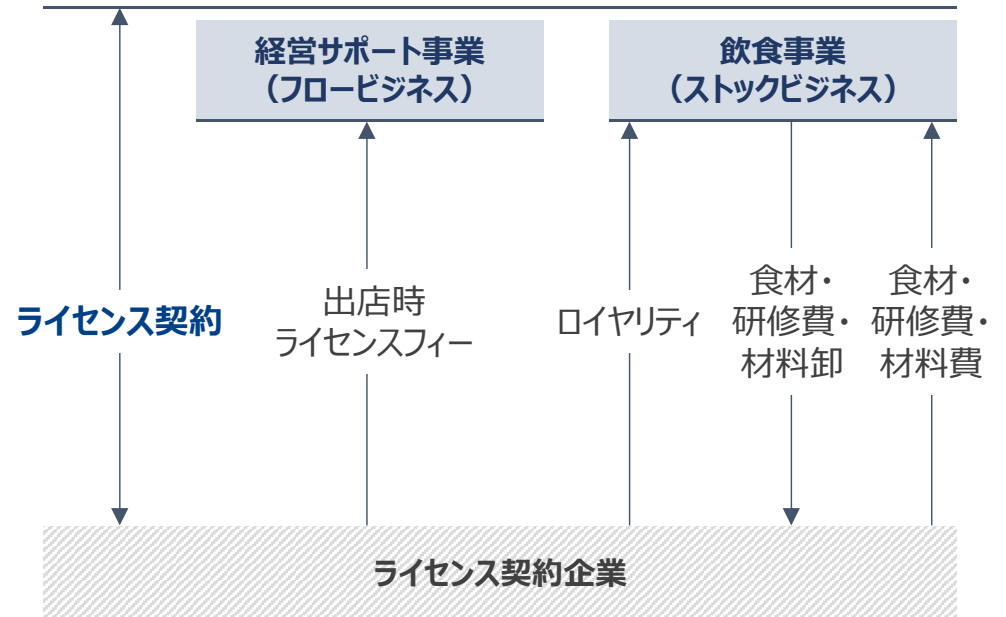 経営サポート事業
（フロービジネス）
飲食事業
（ストックビジネス）
ライセンス契約
出店時
ライセンスフィー
ロイヤリティ
食材・
研修費・
材料卸
食材・
研修費・
材料費
ライセンス契約企業